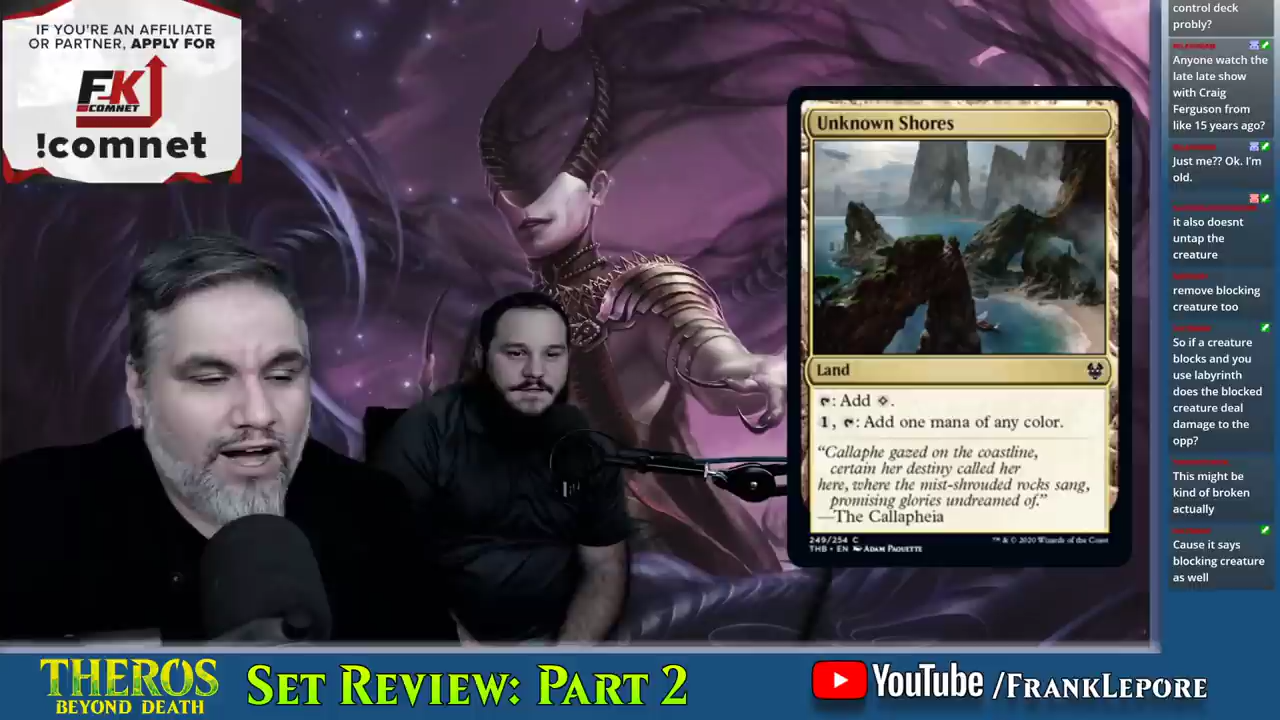 IF YOU'RE AN AFFILIATE
OR PARTNER, APPLY FOR
FK
COMNET
!comnet
Unknown Shores
Land
: Add .
1, : Add one mana of any color.
“Callaphe gazed on the coastline,
certain her destiny called her
here, where the mist-shrouded rocks sang,
promising glories undreamed of.”
—The Callapheia
249/254 C
THB • EN Adam Paquette
™ & © 2020 Wizards of the Coast
control deck
probly?
Anyone watch the
late late show
with Craig
Ferguson from
like 15 years ago?
Just me?? Ok. I'm
old.
it also doesnt
untap the
creature
remove blocking
creature too
So if a creature
blocks and you
use labyrinth
does the blocked
creature deal
damage to the
opp?
This might be
kind of broken
actually
Cause it says
blocking creature
as well
THEROS
BEYOND DEATH
SET REVIEW: PART 2
YouTube /FRANKLEPORE